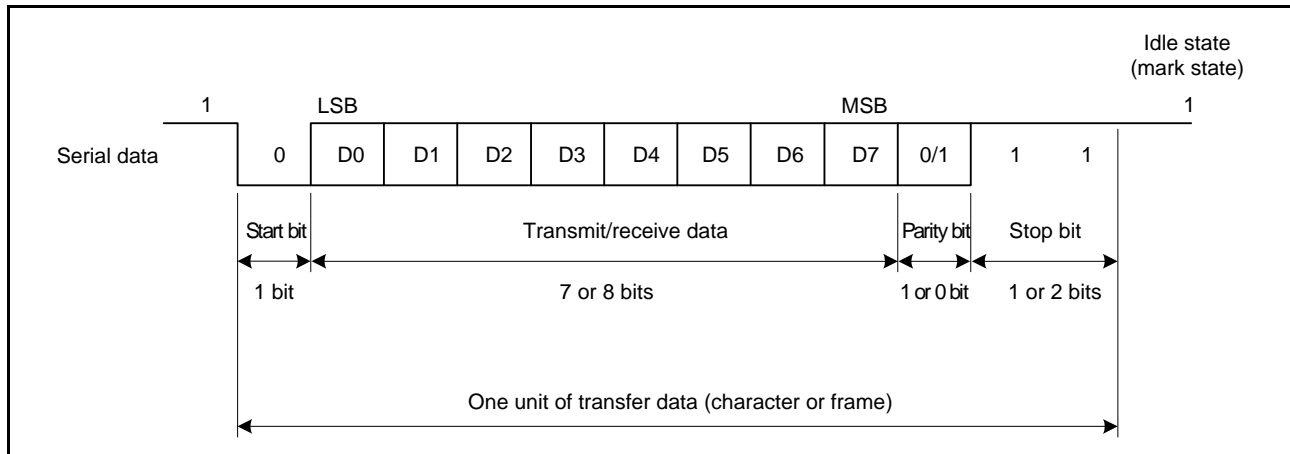 Idle state
(mark state)
1 LSB MSB 1
Serial data 0 D0 D1 D2 D3 D4 D5 D6 D7 0/1 1 1
Start bit Transmit/receive data Parity bit Stop bit
1 bit 7 or 8 bits 1 or 0 bit 1 or 2 bits
One unit of transfer data (character or frame)